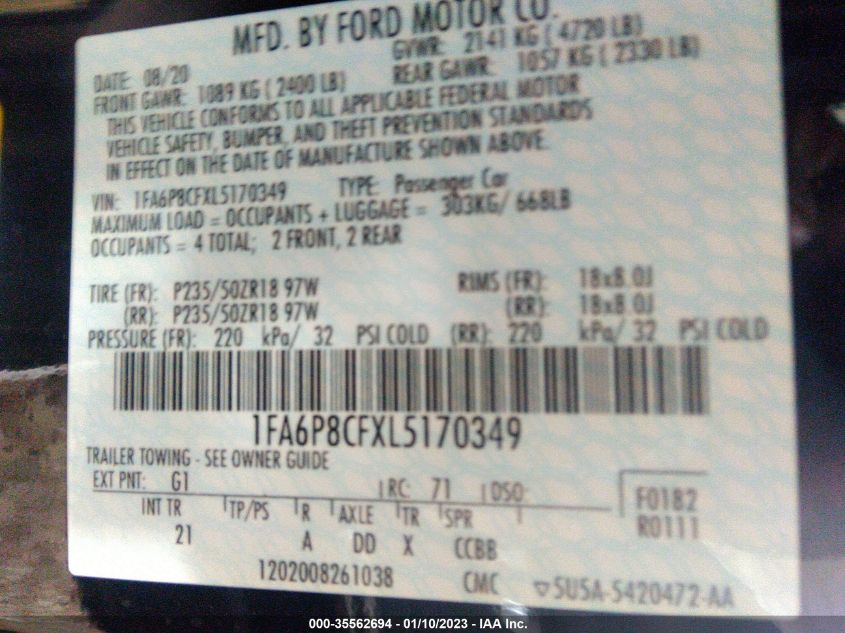 MFD. BY FORD MOTOR CO.
DATE: 08/20 GVWR: 2141 KG ( 4720 LB)
FRONT GAWR: 1089 KG ( 2400 LB) REAR GAWR: 1057 KG ( 2330 LB)
THIS VEHICLE CONFORMS TO ALL APPLICABLE FEDERAL MOTOR
VEHICLE SAFETY, BUMPER, AND THEFT PREVENTION STANDARDS
IN EFFECT ON THE DATE OF MANUFACTURE SHOWN ABOVE.
VIN: 1FA6P8CFXL5170349 TYPE: Passenger Car
MAXIMUM LOAD = OCCUPANTS + LUGGAGE = 303KG/ 668LB
OCCUPANTS = 4 TOTAL; 2 FRONT, 2 REAR
TIRE (FR): P235/50ZR18 97W RIMS (FR): 18x8.0J
(RR): P235/50ZR18 97W (RR): 18x8.0J
PRESSURE (FR): 220 kPa/ 32 PSI COLD (RR): 220 kPa/ 32 PSI COLD
1FA6P8CFXL5170349
TRAILER TOWING - SEE OWNER GUIDE
EXT PNT: G1 RC: 71 DSO: F0182
INT TR TP/PS R AXLE TR SPR R0111
21 A DD X CCBB
1202008261038 CMC ▽5U5A-5420472-AA
000-35562694 - 01/10/2023 - IAA Inc.